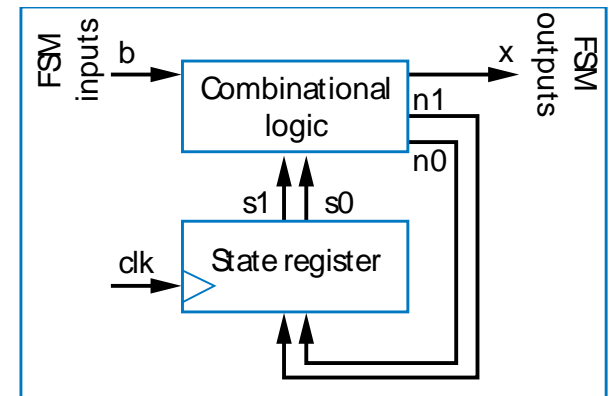 FSM
inputs
b
Combinational
logic
x
FSM
outputs
n1
n0
s1
s0
clk
State register